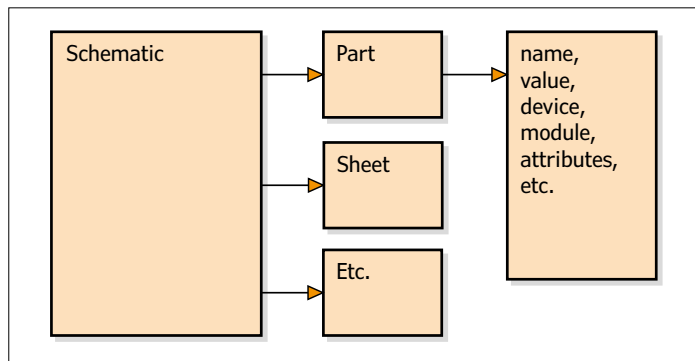 Schematic
Part
name,
value,
device,
module,
attributes,
etc.
Sheet
Etc.